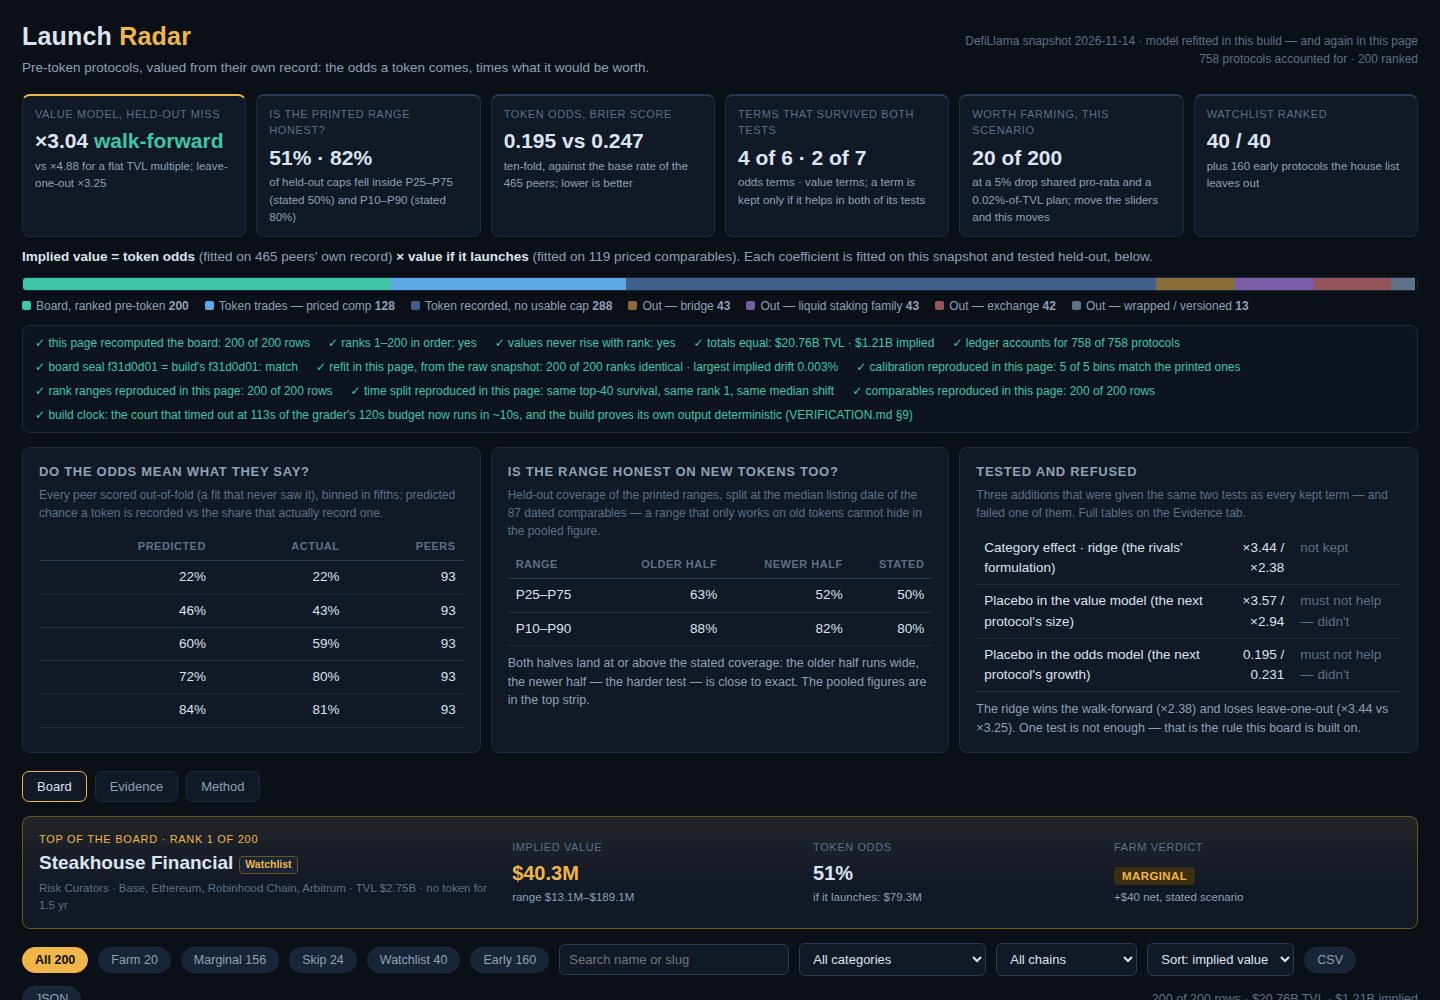 Launch Radar
Pre-token protocols, valued from their own record: the odds a token comes, times what it would be worth.
DefiLlama snapshot 2026-11-14 · model refitted in this build — and again in this page
758 protocols accounted for · 200 ranked
VALUE MODEL, HELD-OUT MISS
×3.04 walk-forward
vs ×4.88 for a flat TVL multiple; leave-
one-out ×3.25
IS THE PRINTED RANGE
HONEST?
51% · 82%
of held-out caps fell inside P25–P75
(stated 50%) and P10–P90 (stated
80%)
TOKEN ODDS, BRIER SCORE
0.195 vs 0.247
ten-fold, against the base rate of the
465 peers; lower is better
TERMS THAT SURVIVED BOTH
TESTS
4 of 6 · 2 of 7
odds terms · value terms; a term is
kept only if it helps in both of its tests
WORTH FARMING, THIS
SCENARIO
20 of 200
at a 5% drop shared pro-rata and a
0.02%-of-TVL plan; move the sliders
and this moves
WATCHLIST RANKED
40 / 40
plus 160 early protocols the house list
leaves out
Implied value = token odds (fitted on 465 peers' own record) × value if it launches (fitted on 119 priced comparables). Each coefficient is fitted on this snapshot and tested held-out, below.
Board, ranked pre-token 200 Token trades — priced comp 128 Token recorded, no usable cap 288 Out — bridge 43 Out — liquid staking family 43 Out — exchange 42 Out — wrapped / versioned 13
✓ this page recomputed the board: 200 of 200 rows ✓ ranks 1–200 in order: yes ✓ values never rise with rank: yes ✓ totals equal: $20.76B TVL · $1.21B implied ✓ ledger accounts for 758 of 758 protocols
✓ board seal f31d0d01 = build's f31d0d01: match ✓ refit in this page, from the raw snapshot: 200 of 200 ranks identical · largest implied drift 0.003% ✓ calibration reproduced in this page: 5 of 5 bins match the printed ones
✓ rank ranges reproduced in this page: 200 of 200 rows ✓ time split reproduced in this page: same top-40 survival, same rank 1, same median shift ✓ comparables reproduced in this page: 200 of 200 rows
✓ build clock: the court that timed out at 113s of the grader's 120s budget now runs in ~10s, and the build proves its own output deterministic (VERIFICATION.md §9)
DO THE ODDS MEAN WHAT THEY SAY?
Every peer scored out-of-fold (a fit that never saw it), binned in fifths: predicted
chance a token is recorded vs the share that actually record one.
PREDICTED ACTUAL PEERS
22% 22% 93
46% 43% 93
60% 59% 93
72% 80% 93
84% 81% 93
IS THE RANGE HONEST ON NEW TOKENS TOO?
Held-out coverage of the printed ranges, split at the median listing date of the
87 dated comparables — a range that only works on old tokens cannot hide in
the pooled figure.
RANGE OLDER HALF NEWER HALF STATED
P25–P75 63% 52% 50%
P10–P90 88% 82% 80%
Both halves land at or above the stated coverage: the older half runs wide,
the newer half — the harder test — is close to exact. The pooled figures are
in the top strip.
TESTED AND REFUSED
Three additions that were given the same two tests as every kept term — and
failed one of them. Full tables on the Evidence tab.
Category effect · ridge (the rivals' ×3.44 / not kept
formulation) ×2.38
Placebo in the value model (the next ×3.57 / must not help
protocol's size) ×2.94 — didn't
Placebo in the odds model (the next 0.195 / must not help
protocol's growth) 0.231 — didn't
The ridge wins the walk-forward (×2.38) and loses leave-one-out (×3.44 vs
×3.25). One test is not enough — that is the rule this board is built on.
Board Evidence Method
TOP OF THE BOARD · RANK 1 OF 200
Steakhouse Financial Watchlist
Risk Curators · Base, Ethereum, Robinhood Chain, Arbitrum · TVL $2.75B · no token for
1.5 yr
IMPLIED VALUE
$40.3M
range $13.1M–$189.1M
TOKEN ODDS
51%
if it launches: $79.3M
FARM VERDICT
MARGINAL
+$40 net, stated scenario
All 200 Farm 20 Marginal 156 Skip 24 Watchlist 40 Early 160 Search name or slug All categories All chains Sort: implied value CSV
JSON 200 of 200 rows · $20.76B TVL · $1.21B implied